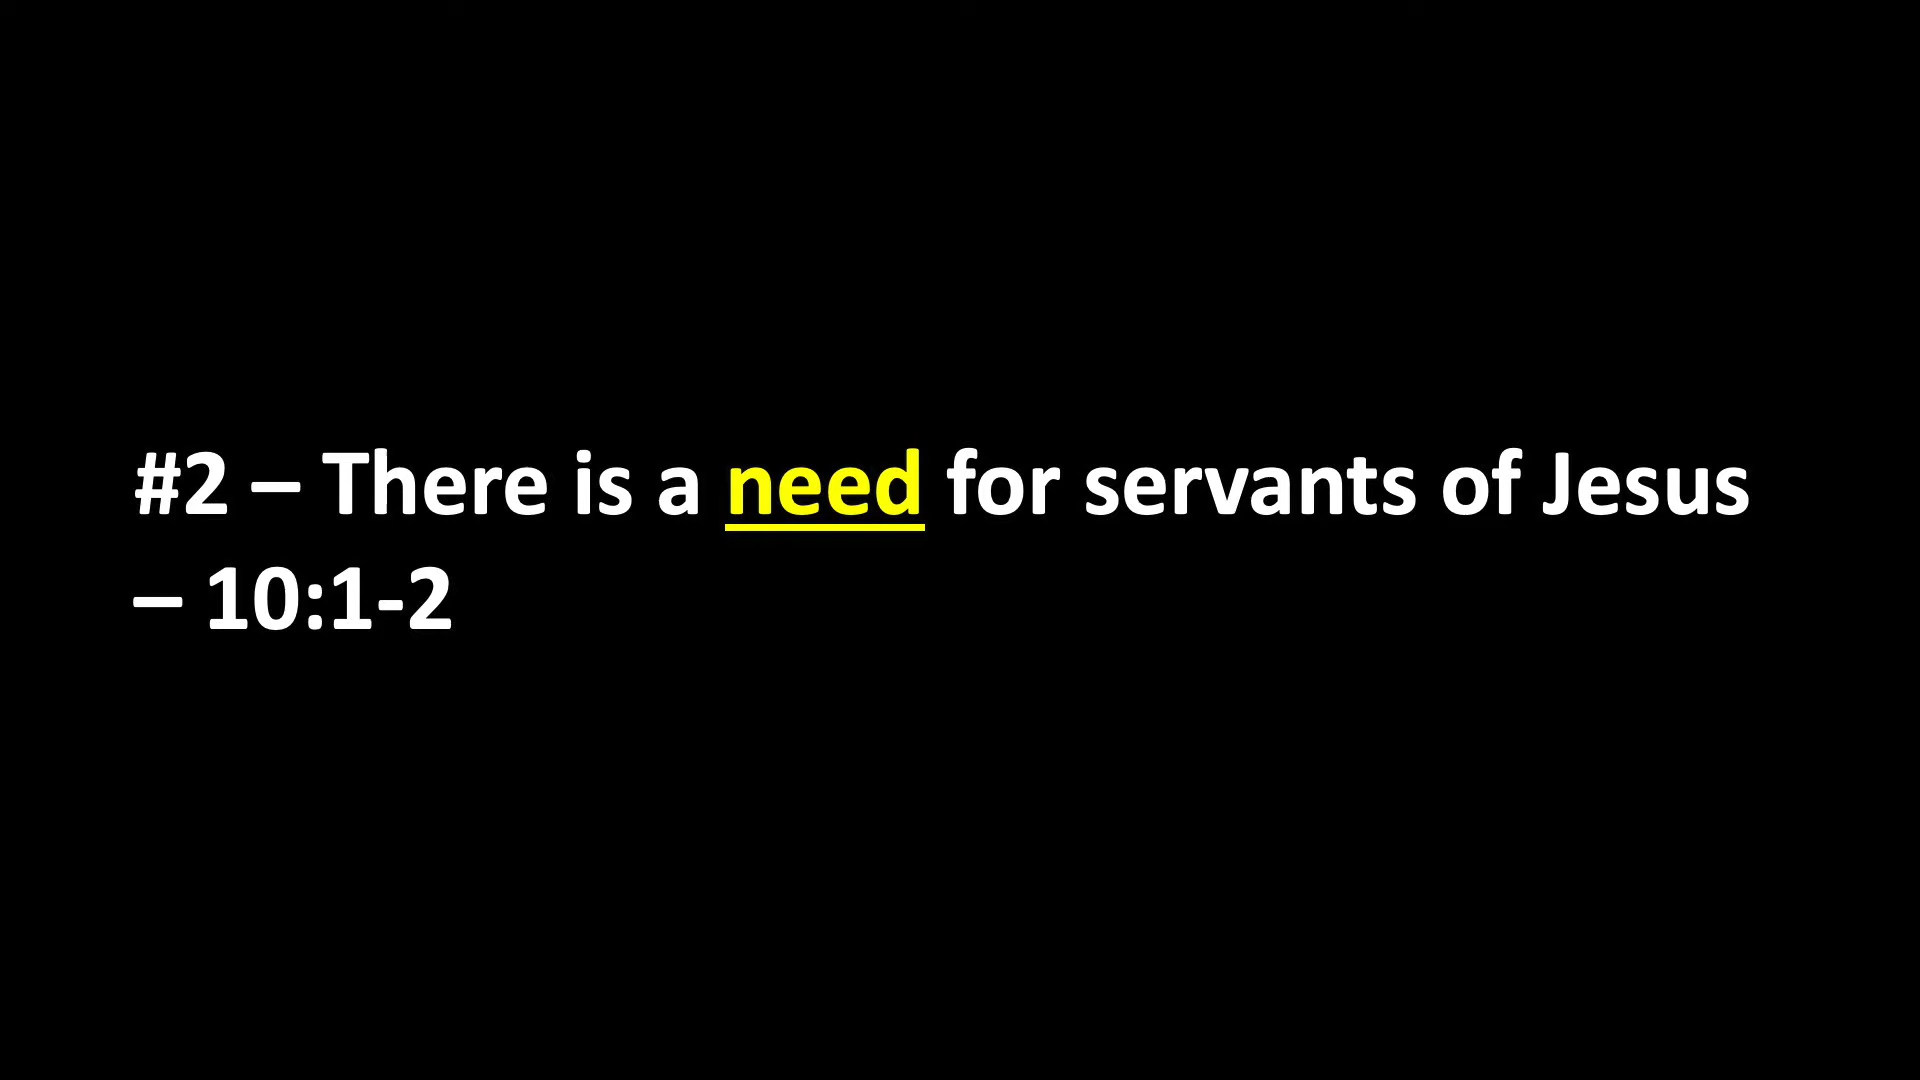 #2 – There is a need for servants of Jesus
– 10:1-2